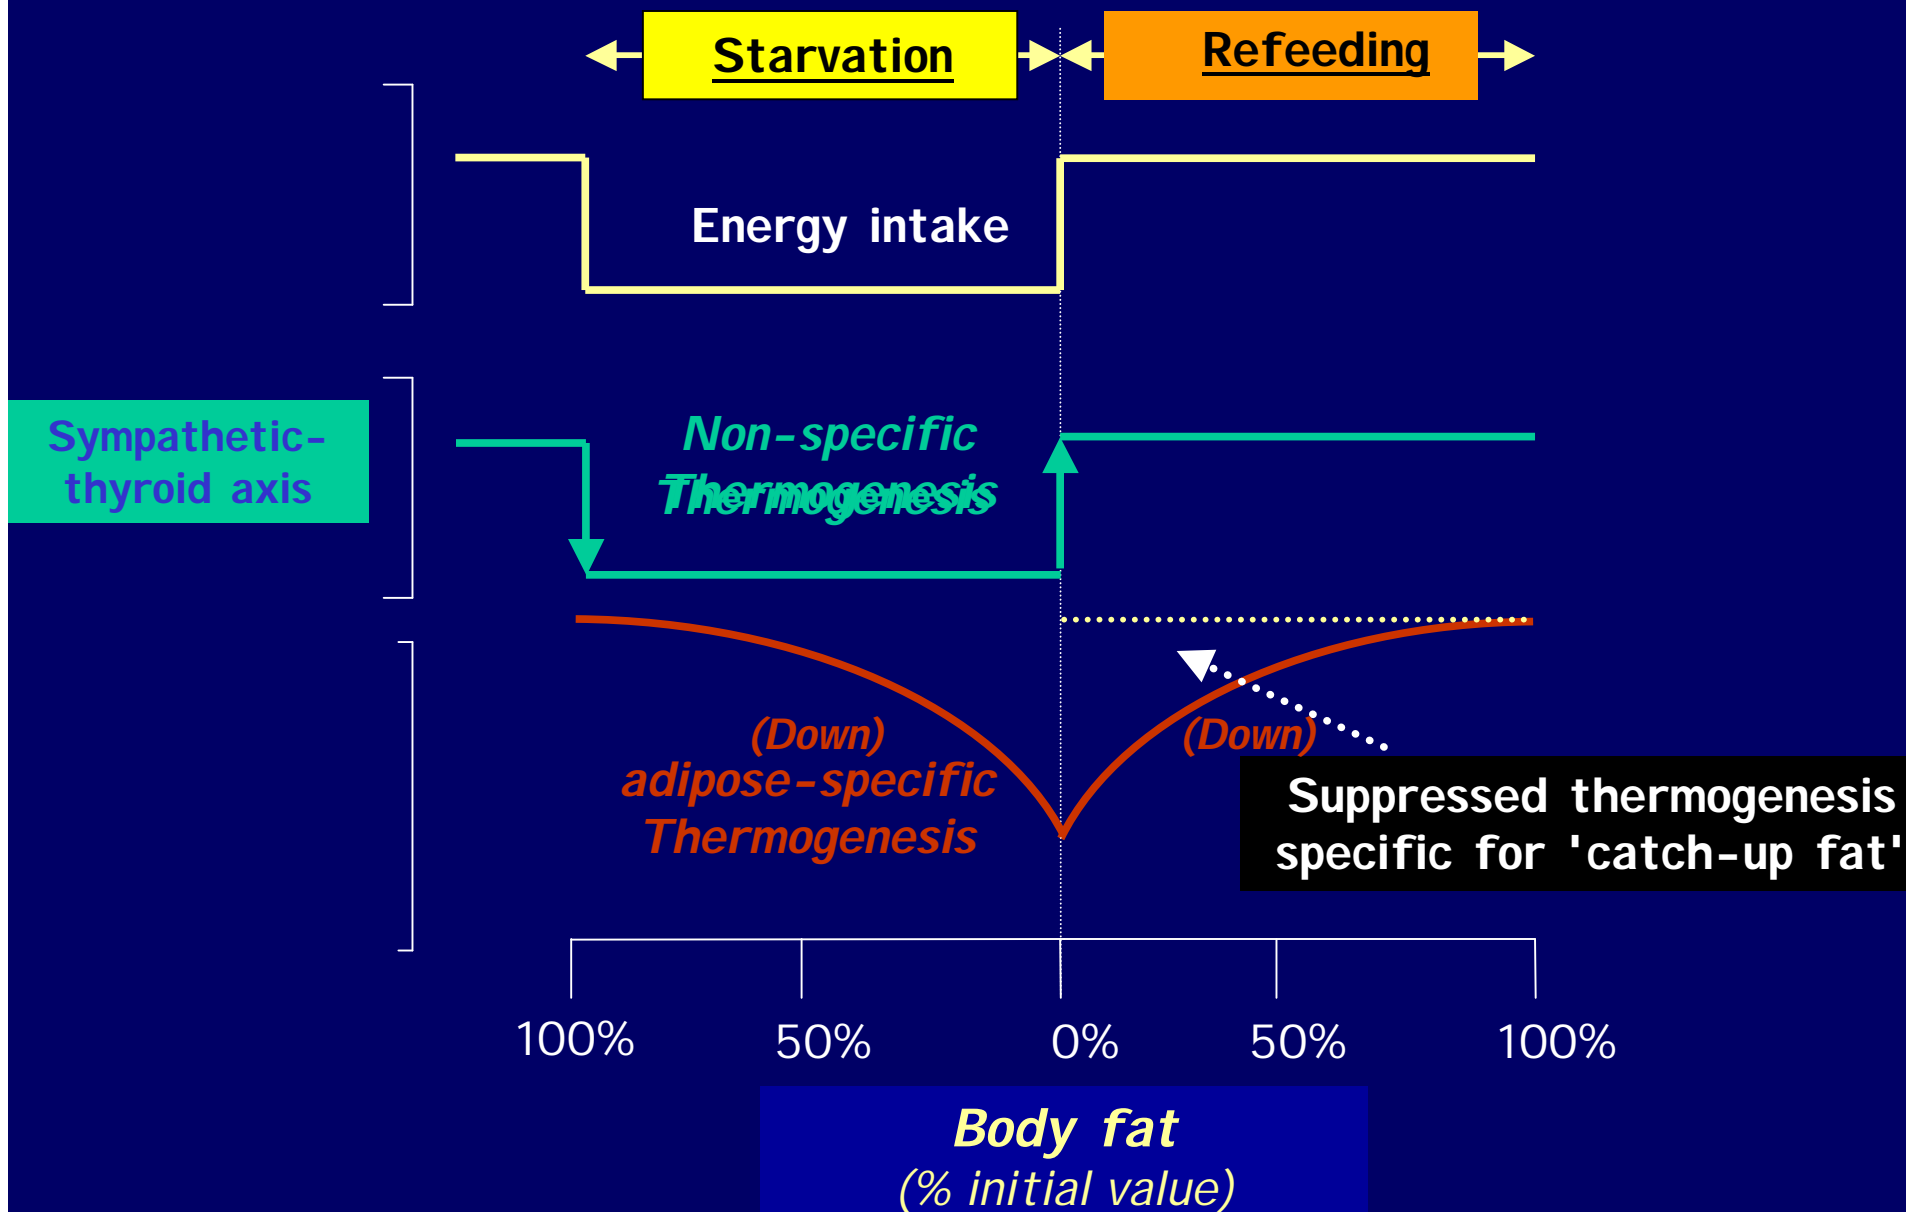 Starvation
Refeeding
Energy intake
Sympathetic-
thyroid axis
Non-specific
Thermogenesis
Thermogenesis
(Down)
adipose-specific
Thermogenesis
(Down)
Suppressed thermogenesis
specific for 'catch-up fat'
100%
50%
0%
50%
100%
Body fat
(% initial value)